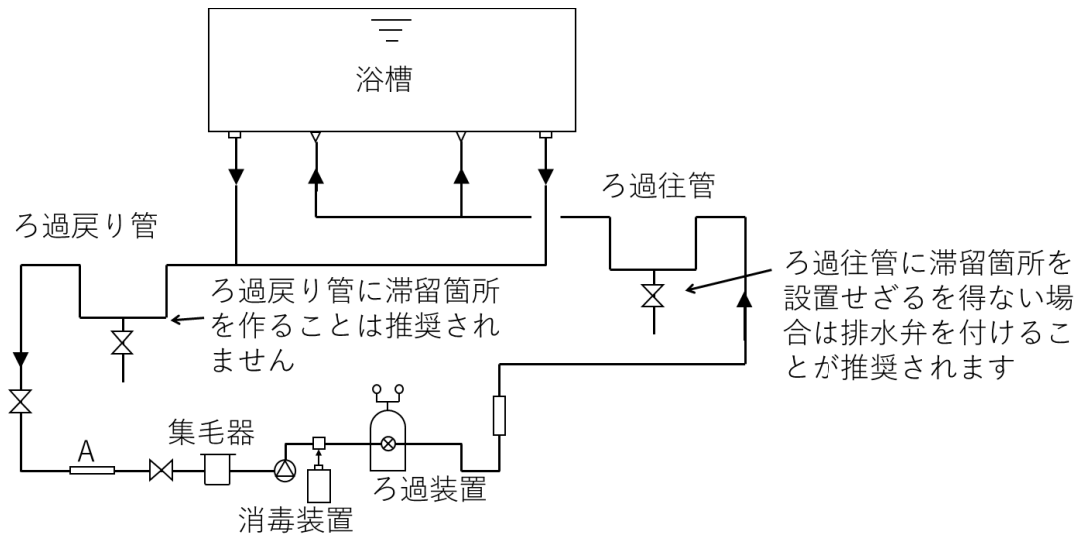 浴槽
ろ過往管
ろ過戻り管
ろ過往管に滞留箇所を
設置せざるを得ない場
合は排水弁を付けるこ
とが推奨されます
ろ過戻り管に滞留箇所
を作ることは推奨され
ません
集毛器
A
ろ過装置
消毒装置